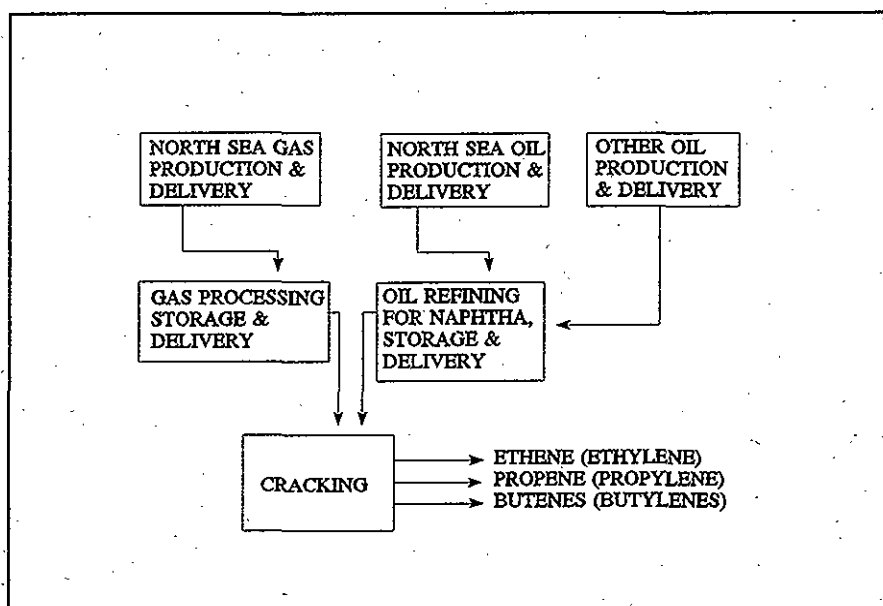 NORTH SEA GAS
PRODUCTION &
DELIVERY
NORTH SEA OIL
PRODUCTION &
DELIVERY
OTHER OIL
PRODUCTION
& DELIVERY
GAS PROCESSING
STORAGE &
DELIVERY
OIL REFINING
FOR NAPHTHA,
STORAGE &
DELIVERY
CRACKING
ETHENE (ETHYLENE)
PROPENE (PROPYLENE)
BUTENES (BUTYLENES)